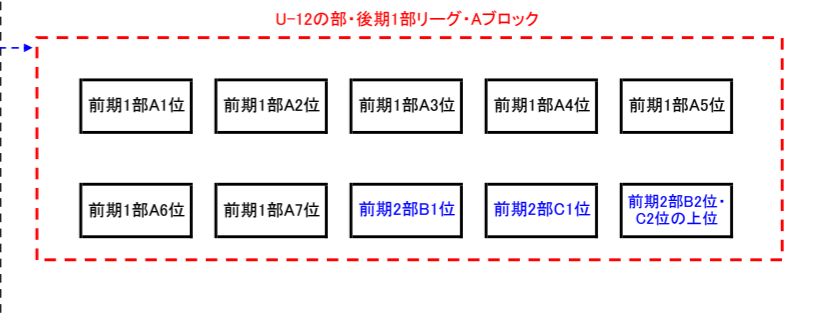 U-12の部・後期1部リーグ・Aブロック
前期1部A1位
前期1部A2位
前期1部A3位
前期1部A4位
前期1部A5位
前期1部A6位
前期1部A7位
前期2部B1位
前期2部C1位
前期2部B2位・
C2位の上位